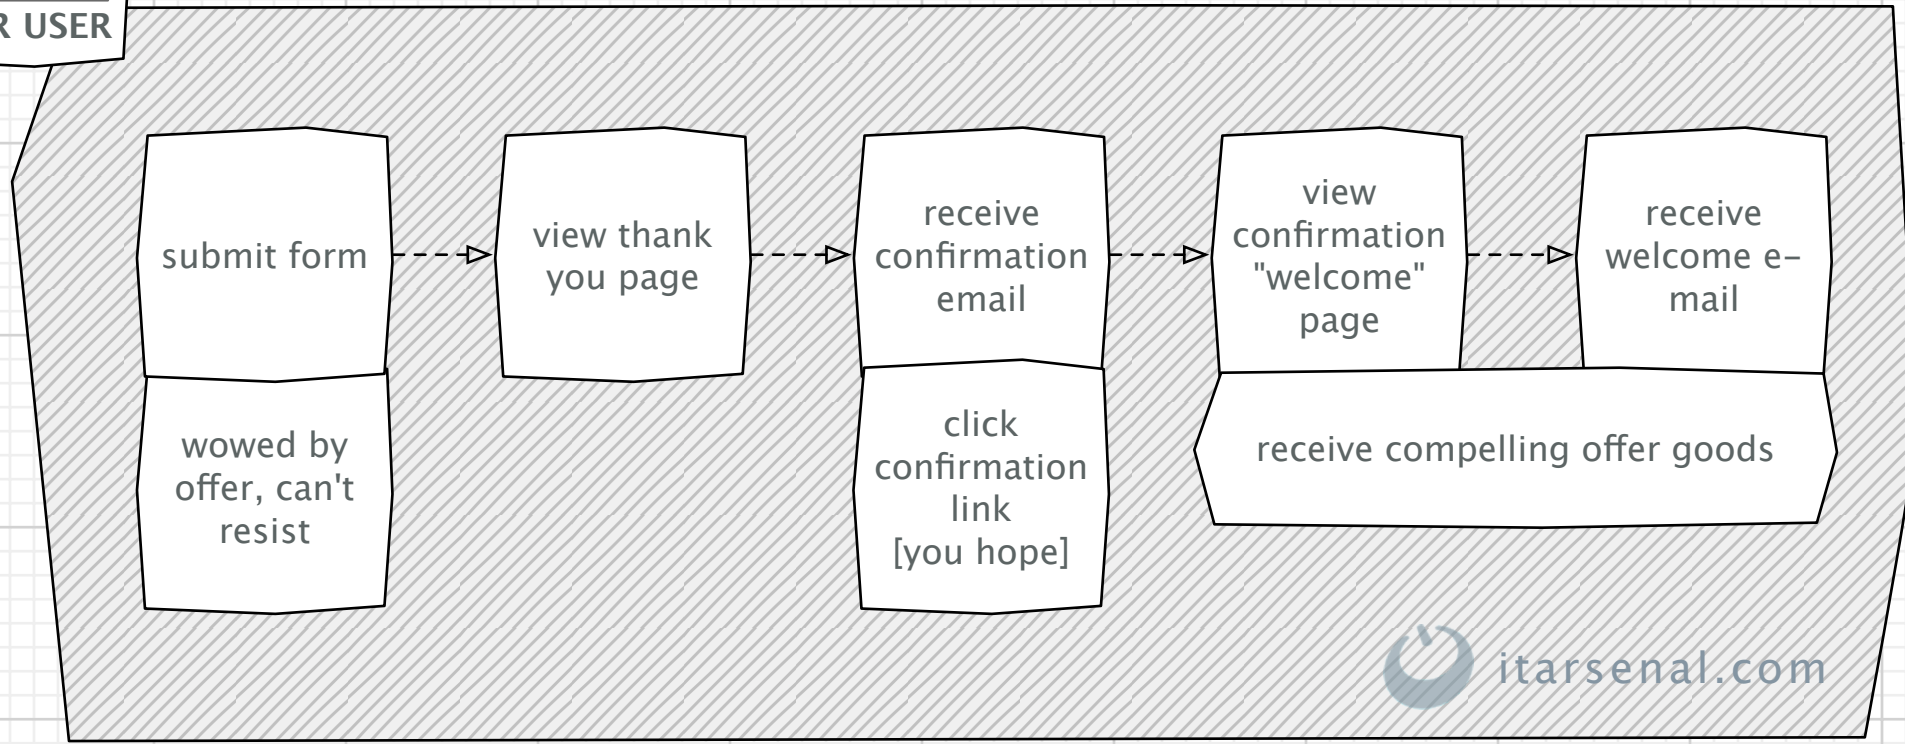 R USER
submit form
view thank
you page
receive
confirmation
email
view
confirmation
"welcome"
page
receive
welcome e-
mail
wowed by
offer, can't
resist
click
confirmation
link
[you hope]
receive compelling offer goods
itarsenal.com